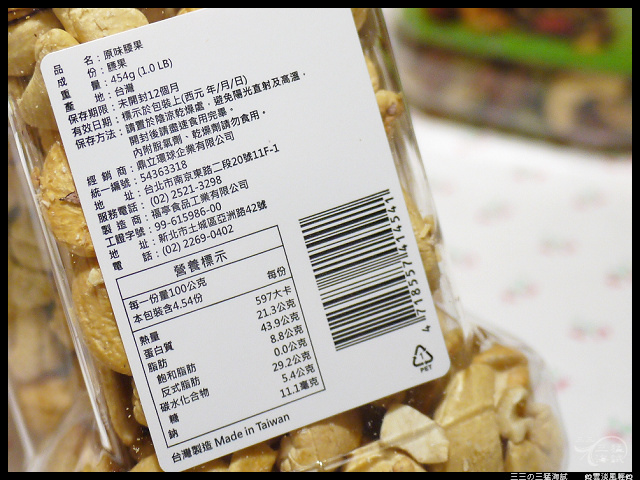 品　　名：原味腰果
成　　份：腰果
重　　量：454g (1.0 LB)
產　　地：台灣
保存期限：未開封12個月
有效日期：標示於包裝上(西元 年/月/日)
保存方法：請置於陰涼乾燥處，避免陽光直射及高溫，
開封後請盡速食用完畢。
內附脫氧劑、乾燥劑請勿食用。
經 銷 商：鼎立環球企業有限公司
統一編號：54363318
地　　址：台北市南京東路二段20號11F-1
服務電話：(02) 2521-3298
製 造 商：福亭食品工業有限公司
工證字號：99-615986-00
地　　址：新北市土城區亞洲路42號
電　　話：(02) 2269-0402
營養標示
每一份量100公克
本包裝含4.54份
每份
熱量 597大卡
蛋白質 21.3公克
脂肪 43.9公克
飽和脂肪 8.8公克
反式脂肪 0.0公克
碳水化合物 29.2公克
糖 5.4公克
鈉 11.1毫克
台灣製造 Made in Taiwan
4718557414541
PET
三三の三猛海賊